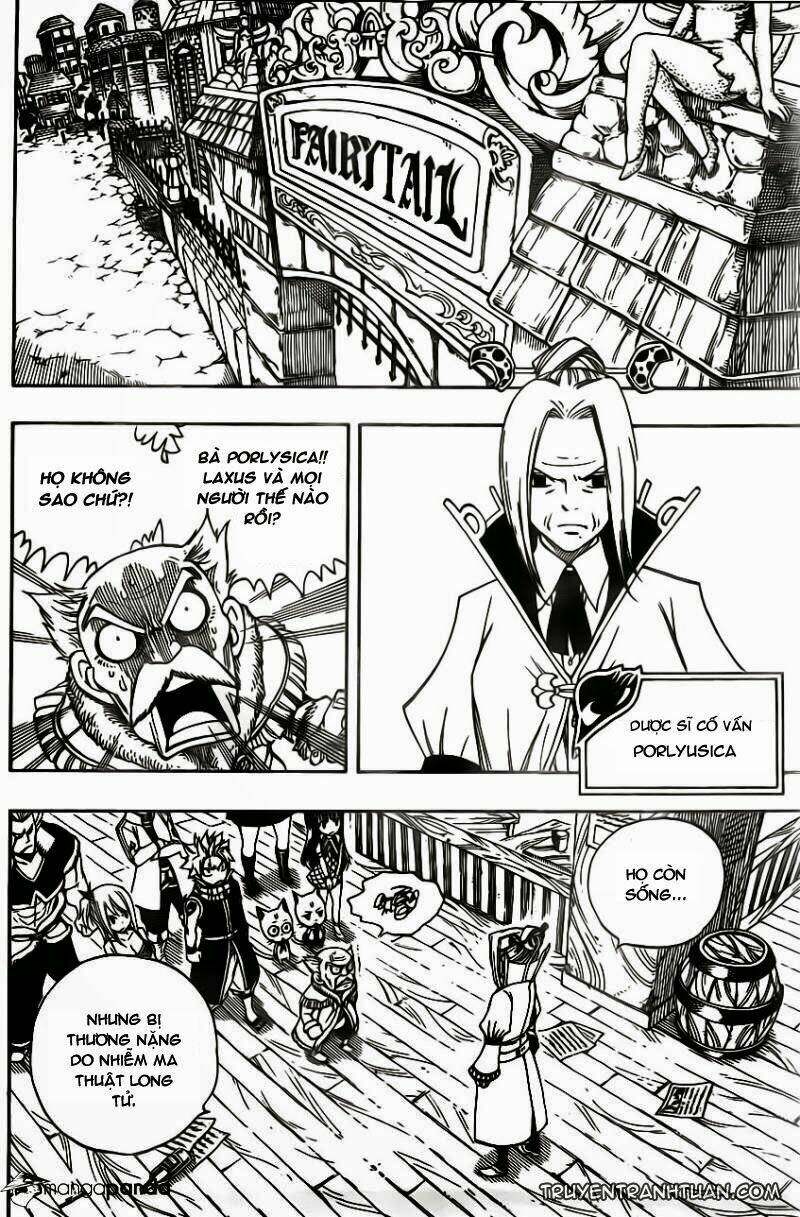 FAIRYTAIL
BÀ PORLYSICA!!
LAXUS VÀ MỌI
NGƯỜI THẾ NÀO
RỒI?
HỌ KHÔNG
SAO CHỨ?!
DƯỢC SĨ CỐ VẤN
PORLYUSICA
HỌ CÒN
SỐNG...
NHƯNG BỊ
THƯƠNG NẶNG
DO NHIỄM MA
THUẬT LONG
TỬ.
mangapanda
TRUYENTRANHTUAN.COM